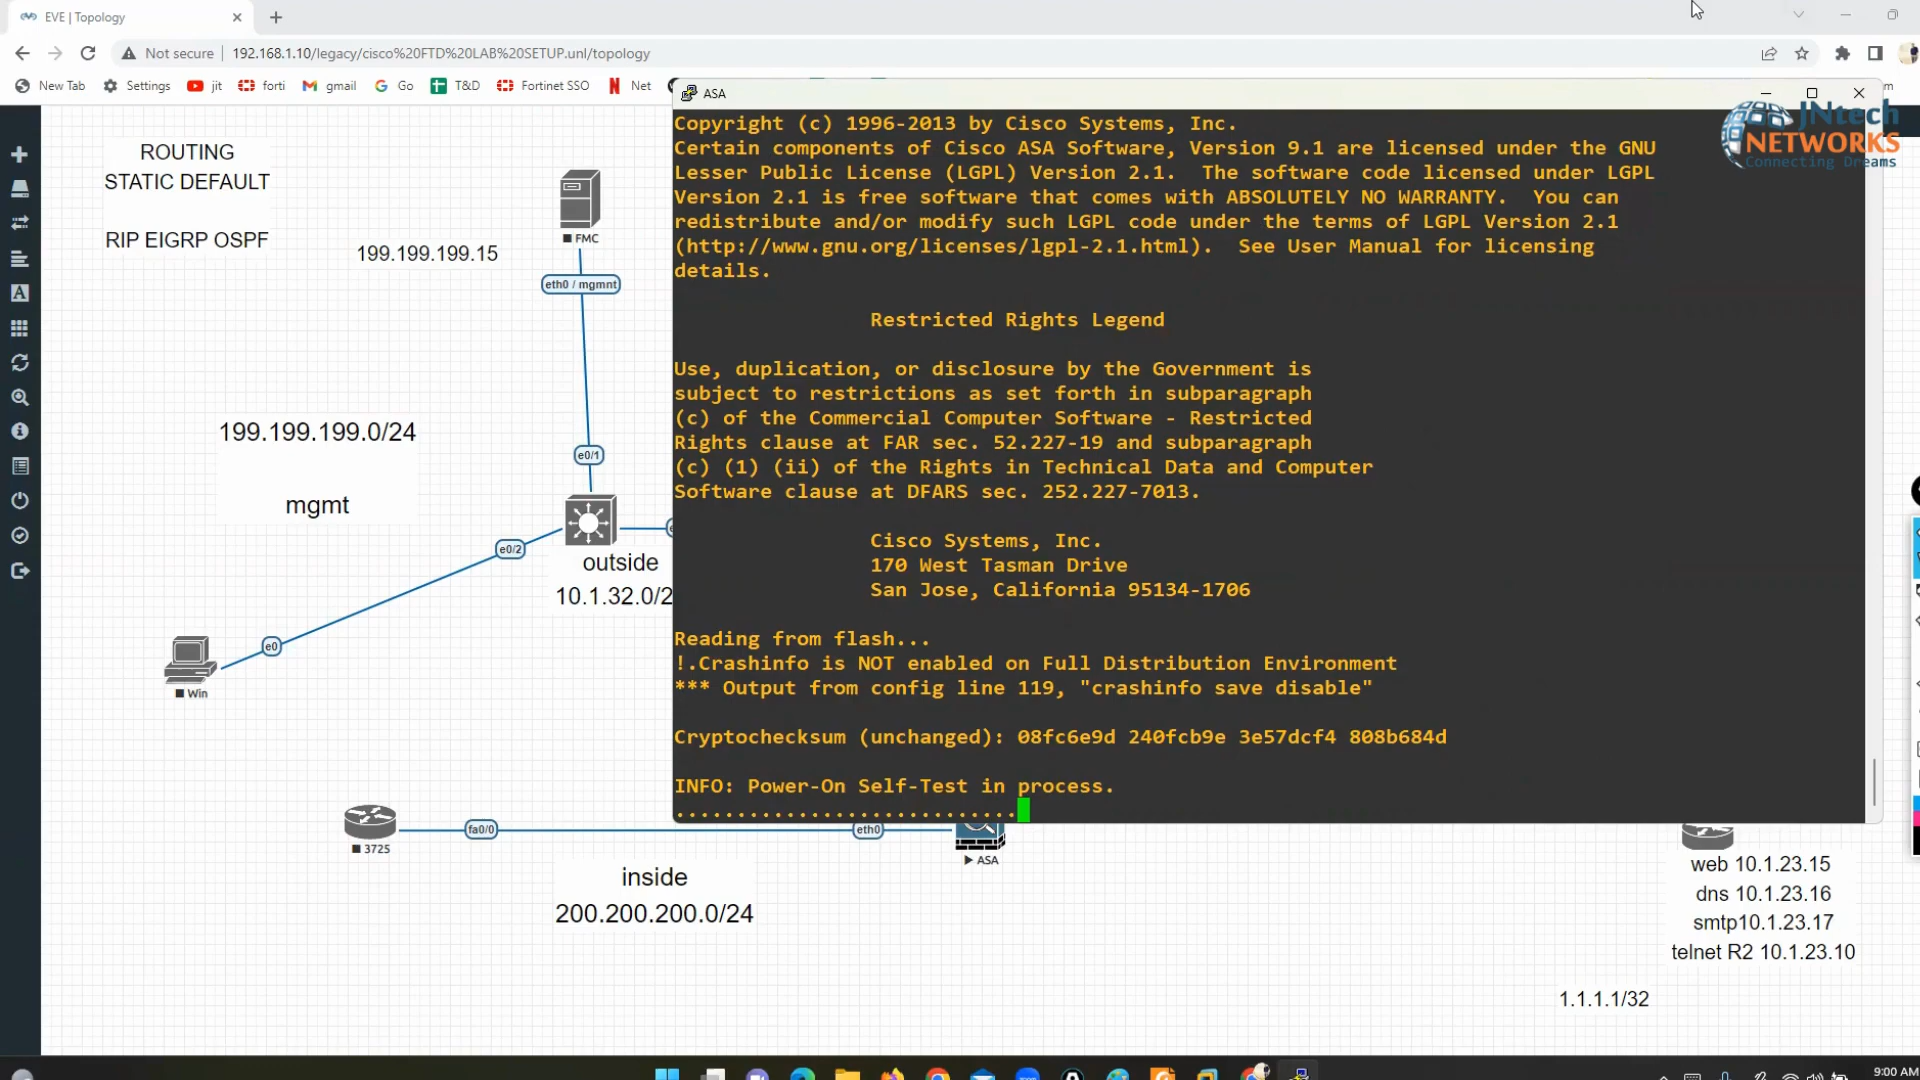 EVE | Topology
Not secure
192.168.1.10/legacy/cisco%20FTD%20LAB%20SETUP.unl/topology
New Tab
Settings
jit
forti
gmail
Go
T&D
Fortinet SSO
Net
ASA
JNtech
NETWORKS
Connecting Dreams
Copyright (c) 1996-2013 by Cisco Systems, Inc.
Certain components of Cisco ASA Software, Version 9.1 are licensed under the GNU
Lesser Public License (LGPL) Version 2.1.  The software code licensed under LGPL
Version 2.1 is free software that comes with ABSOLUTELY NO WARRANTY.  You can
redistribute and/or modify such LGPL code under the terms of LGPL Version 2.1
(http://www.gnu.org/licenses/lgpl-2.1.html).  See User Manual for licensing
details.
Restricted Rights Legend
Use, duplication, or disclosure by the Government is
subject to restrictions as set forth in subparagraph
(c) of the Commercial Computer Software - Restricted
Rights clause at FAR sec. 52.227-19 and subparagraph
(c) (1) (ii) of the Rights in Technical Data and Computer
Software clause at DFARS sec. 252.227-7013.
Cisco Systems, Inc.
170 West Tasman Drive
San Jose, California 95134-1706
Reading from flash...
!.Crashinfo is NOT enabled on Full Distribution Environment
*** Output from config line 119, "crashinfo save disable"
Cryptochecksum (unchanged): 08fc6e9d 240fcb9e 3e57dcf4 808b684d
INFO: Power-On Self-Test in process.
............................
ROUTING
STATIC DEFAULT
RIP EIGRP OSPF
199.199.199.15
FMC
eth0 / mgmnt
199.199.199.0/24
mgmt
e0/1
e0/2
outside
10.1.32.0/2
e0
Win
3725
fa0/0
eth0
ASA
inside
200.200.200.0/24
web 10.1.23.15
dns 10.1.23.16
smtp10.1.23.17
telnet R2 10.1.23.10
1.1.1.1/32
9:00 AM